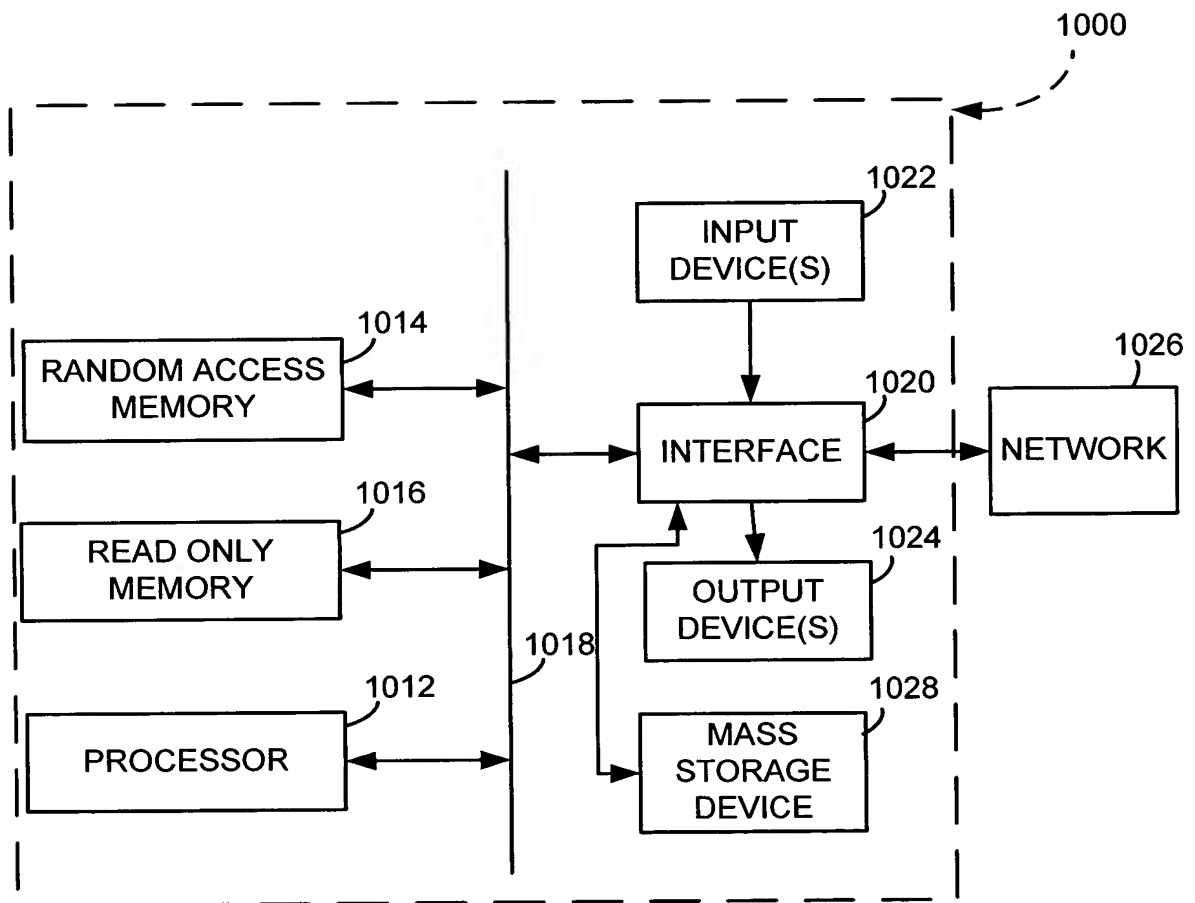 1000
1022
INPUT
DEVICE(S)
1014
RANDOM ACCESS
MEMORY
1020
INTERFACE
1026
NETWORK
1016
READ ONLY
MEMORY
1024
OUTPUT
DEVICE(S)
1018
1012
PROCESSOR
1028
MASS
STORAGE
DEVICE